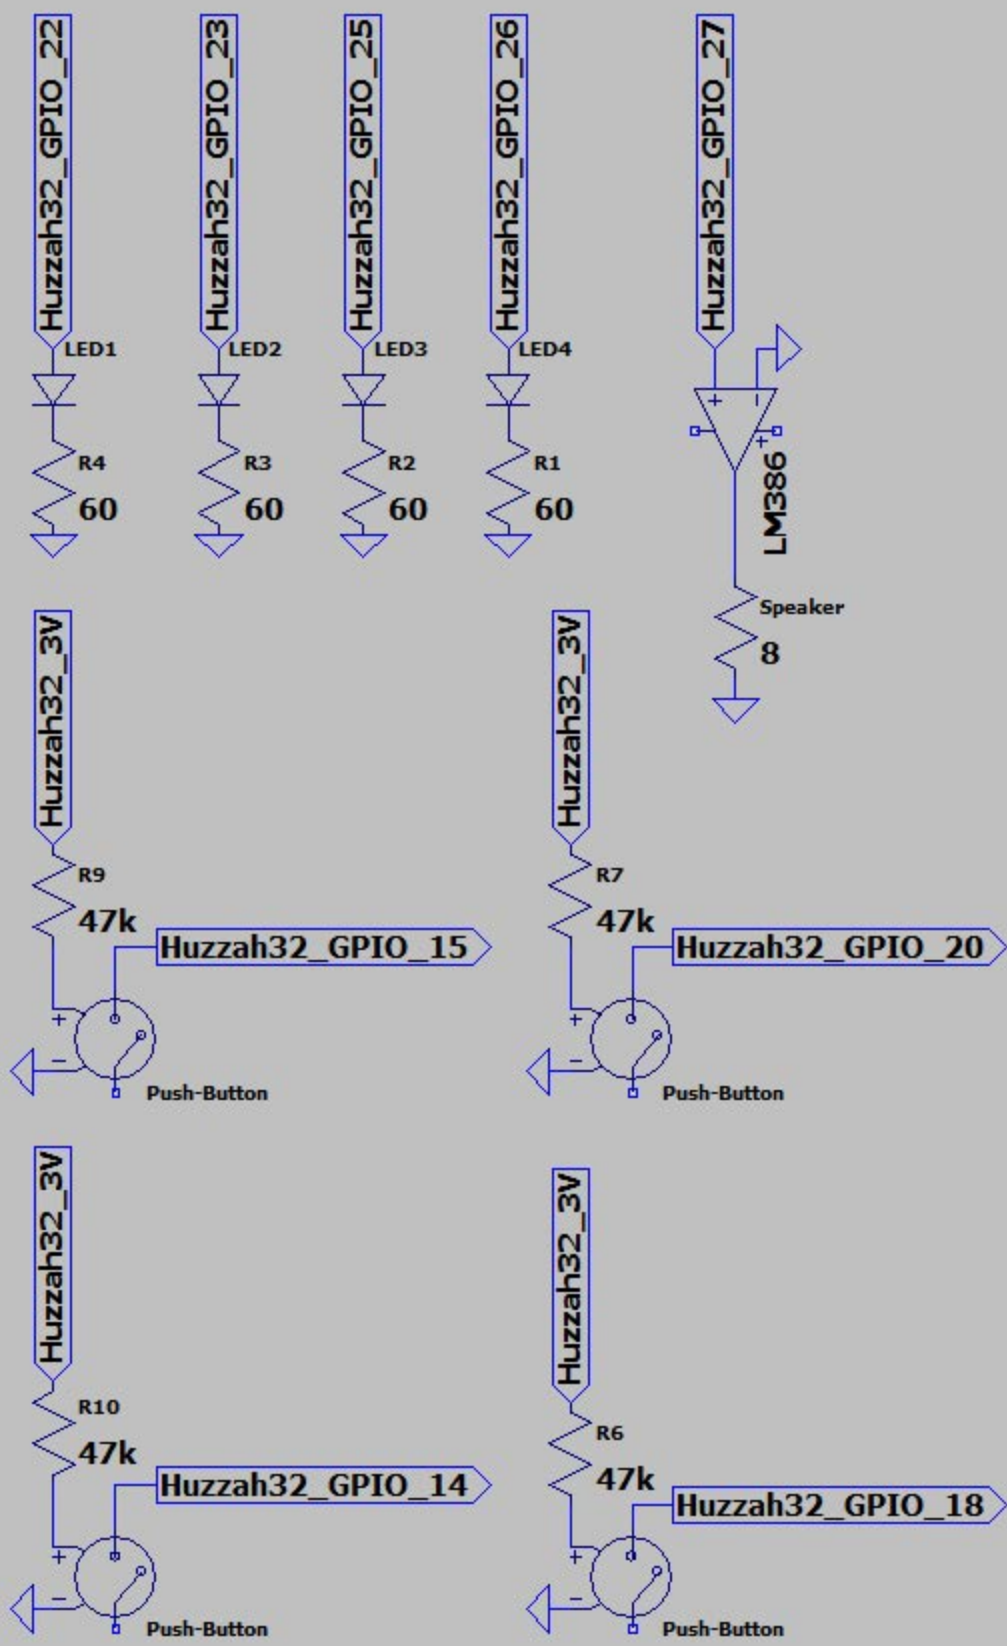 Huzzah32_GPIO_22
Huzzah32_GPIO_23
Huzzah32_GPIO_25
Huzzah32_GPIO_26
Huzzah32_GPIO_27
LED1
LED2
LED3
LED4
+
-
+
LM386
R4
60
R3
60
R2
60
R1
60
Speaker
8
Huzzah32_3V
R9
47k
Huzzah32_GPIO_15
+
-
Push-Button
Huzzah32_3V
R7
47k
Huzzah32_GPIO_20
+
-
Push-Button
Huzzah32_3V
R10
47k
Huzzah32_GPIO_14
+
-
Push-Button
Huzzah32_3V
R6
47k
Huzzah32_GPIO_18
+
-
Push-Button